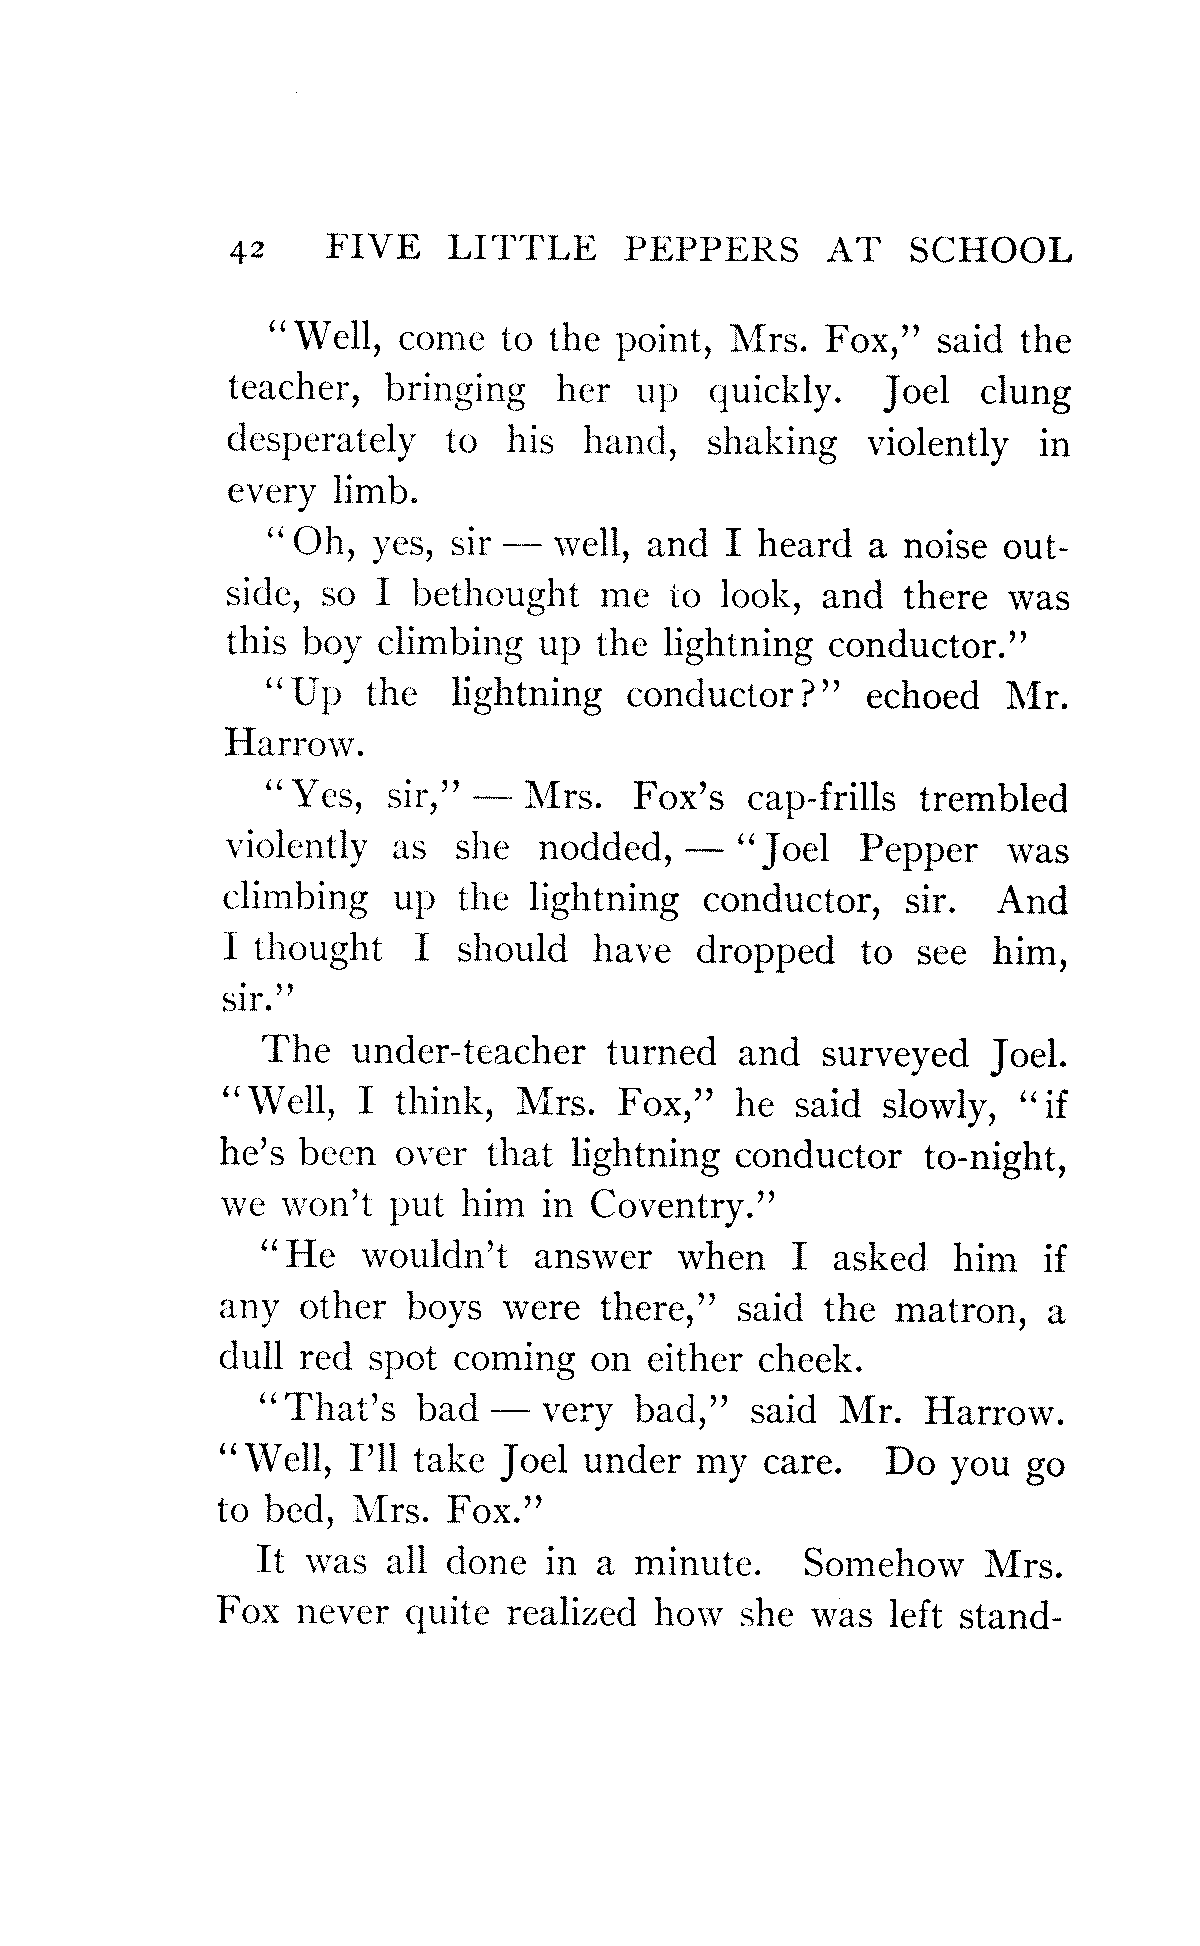 42 FIVE LITTLE PEPPERS AT SCHOOL
“Well, come to the point, Mrs. Fox,” said the
teacher, bringing her up quickly. Joel clung
desperately to his hand, shaking violently in
every limb.
“Oh, yes, sir — well, and I heard a noise out-
side, so I bethought me to look, and there was
this boy climbing up the lightning conductor.”
“Up the lightning conductor?” echoed Mr.
Harrow.
“Yes, sir,” — Mrs. Fox’s cap-frills trembled
violently as she nodded, — “Joel Pepper was
climbing up the lightning conductor, sir. And
I thought I should have dropped to see him,
sir.”
The under-teacher turned and surveyed Joel.
“Well, I think, Mrs. Fox,” he said slowly, “if
he’s been over that lightning conductor to-night,
we won’t put him in Coventry.”
“He wouldn’t answer when I asked him if
any other boys were there,” said the matron, a
dull red spot coming on either cheek.
“That’s bad — very bad,” said Mr. Harrow.
“Well, I’ll take Joel under my care. Do you go
to bed, Mrs. Fox.”
It was all done in a minute. Somehow Mrs.
Fox never quite realized how she was left stand-